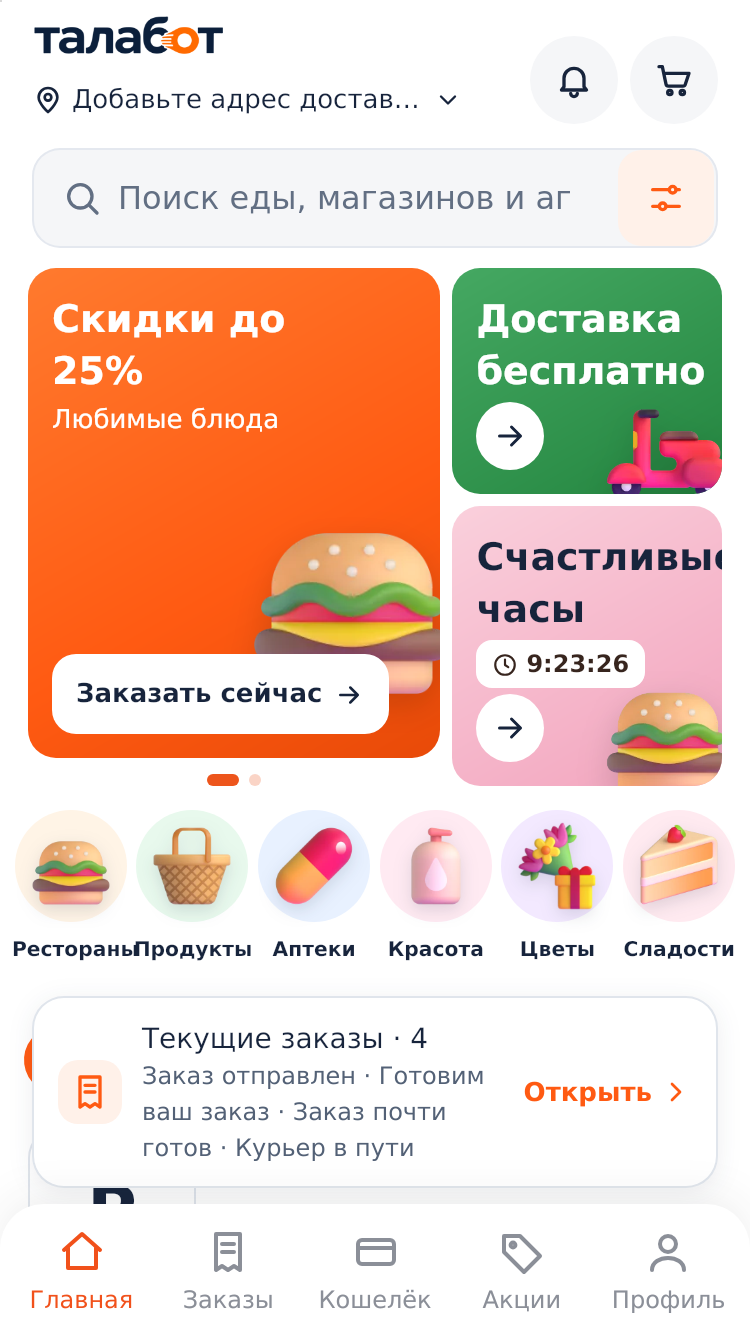 талабот
Добавьте адрес достав...
Поиск еды, магазинов и аг
Скидки до
25%
Любимые блюда
Заказать сейчас
Доставка
бесплатно
Счастливые
часы
9:23:26
Рестораны Продукты Аптеки Красота Цветы Сладости
Текущие заказы · 4
Заказ отправлен · Готовим
ваш заказ · Заказ почти
готов · Курьер в пути
Открыть
Главная Заказы Кошелёк Акции Профиль